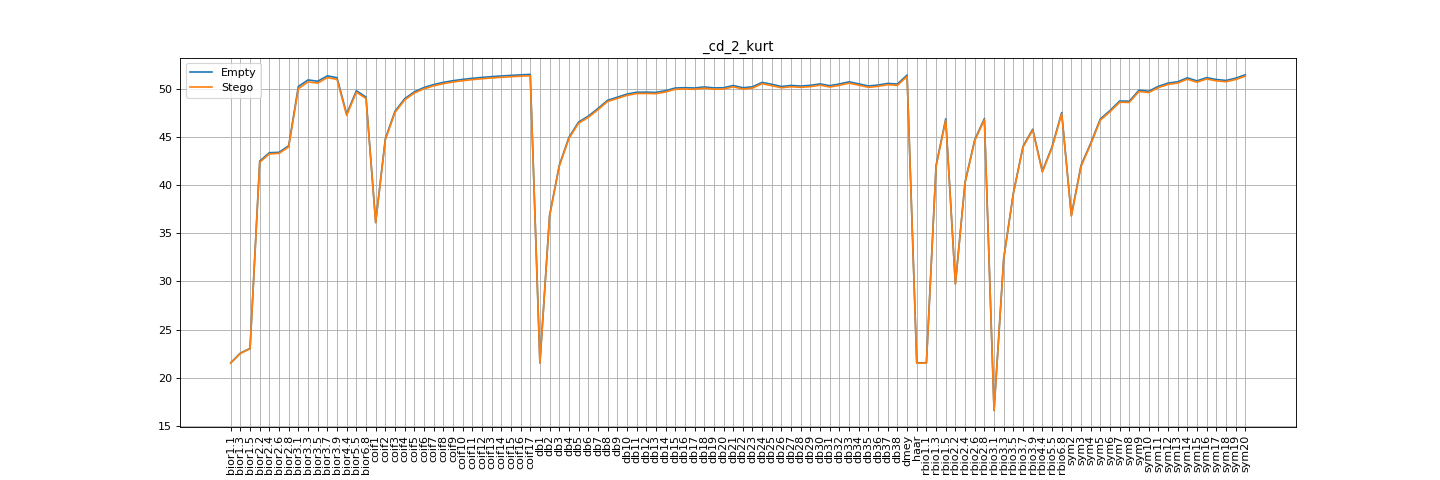 _cd_2_kurt
Empty
Stego
50
45
40
35
30
25
20
15
bior1.1
bior1.3
bior1.5
bior2.2
bior2.4
bior2.6
bior2.8
bior3.1
bior3.3
bior3.5
bior3.7
bior3.9
bior4.4
bior5.5
bior6.8
coif1
coif2
coif3
coif4
coif5
coif6
coif7
coif8
coif9
coif10
coif11
coif12
coif13
coif14
coif15
coif16
coif17
db1
db2
db3
db4
db5
db6
db7
db8
db9
db10
db11
db12
db13
db14
db15
db16
db17
db18
db19
db20
db21
db22
db23
db24
db25
db26
db27
db28
db29
db30
db31
db32
db33
db34
db35
db36
db37
db38
dmey
haar
rbio1.1
rbio1.3
rbio1.5
rbio2.2
rbio2.4
rbio2.6
rbio2.8
rbio3.1
rbio3.3
rbio3.5
rbio3.7
rbio3.9
rbio4.4
rbio5.5
rbio6.8
sym2
sym3
sym4
sym5
sym6
sym7
sym8
sym9
sym10
sym11
sym12
sym13
sym14
sym15
sym16
sym17
sym18
sym19
sym20